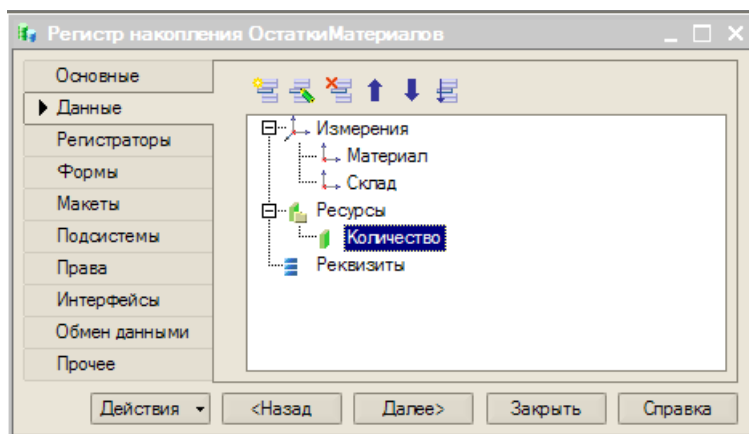 Регистр накопления ОстаткиМатериалов
Основные
Данные
Регистраторы
Формы
Макеты
Подсистемы
Права
Интерфейсы
Обмен данными
Прочее
Измерения
Материал
Склад
Ресурсы
Количество
Реквизиты
Действия <Назад Далее> Закрыть Справка